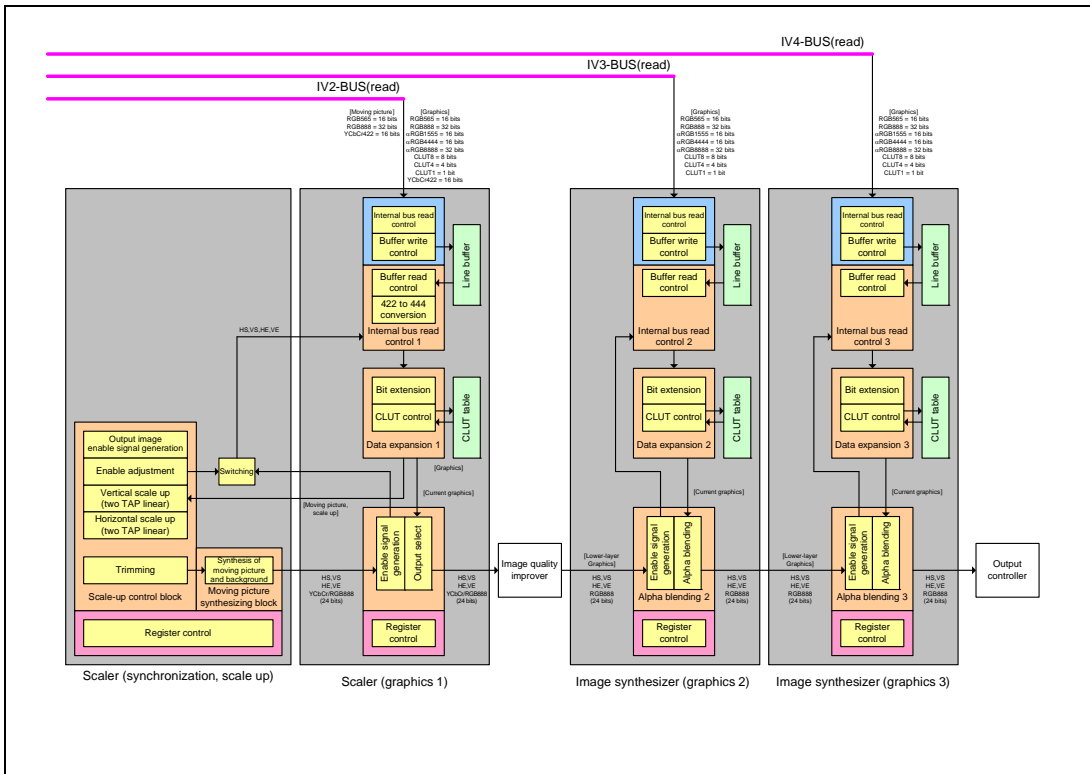 IV4-BUS(read)
IV3-BUS(read)
IV2-BUS(read)
[Moving picture]
RGB565 = 16 bits
RGB888 = 32 bits
YCbCr422 = 16 bits
[Graphics]
RGB565 = 16 bits
RGB888 = 32 bits
αRGB1555 = 16 bits
αRGB4444 = 16 bits
αRGB8888 = 32 bits
CLUT8 = 8 bits
CLUT4 = 4 bits
CLUT1 = 1 bit
YCbCr422 = 16 bits
[Graphics]
RGB565 = 16 bits
RGB888 = 32 bits
αRGB1555 = 16 bits
αRGB4444 = 16 bits
αRGB8888 = 32 bits
CLUT8 = 8 bits
CLUT4 = 4 bits
CLUT1 = 1 bit
[Graphics]
RGB565 = 16 bits
RGB888 = 32 bits
αRGB1555 = 16 bits
αRGB4444 = 16 bits
αRGB8888 = 32 bits
CLUT8 = 8 bits
CLUT4 = 4 bits
CLUT1 = 1 bit
Output image
enable signal generation
Enable adjustment
Vertical scale up
(two TAP linear)
Horizontal scale up
(two TAP linear)
Trimming
Scale-up control block
Synthesis of
moving picture
and background
Moving picture
synthesizing block
Register control
Switching
HS,VS,HE,VE
Scaler (synchronization, scale up)
Internal bus read
control
Buffer write
control
Line buffer
Buffer read
control
422 to 444
conversion
Internal bus read
control 1
Bit extension
CLUT control
CLUT table
Data expansion 1
[Graphics]
[Current graphics]
[Moving picture,
scale up]
Enable signal
generation
Output select
HS,VS
HE,VE
YCbCr/RGB888
(24 bits)
HS,VS
HE,VE
YCbCr/RGB888
(24 bits)
Register
control
Scaler (graphics 1)
Image quality
improver
Internal bus read
control
Buffer write
control
Line buffer
Buffer read
control
Internal bus read
control 2
Bit extension
CLUT control
CLUT table
Data expansion 2
[Current graphics]
[Lower-layer
Graphics]
HS,VS
HE,VE
RGB888
(24 bits)
Enable signal
generation
Alpha blending
Alpha blending 2
HS,VS
HE,VE
RGB888
(24 bits)
Register
control
Image synthesizer (graphics 2)
Internal bus read
control
Buffer write
control
Line buffer
Buffer read
control
Internal bus read
control 3
Bit extension
CLUT control
CLUT table
Data expansion 3
[Current graphics]
[Lower-layer
Graphics]
HS,VS
HE,VE
RGB888
(24 bits)
Enable signal
generation
Alpha blending
Alpha blending 3
HS,VS
HE,VE
RGB888
(24 bits)
Register
control
Image synthesizer (graphics 3)
Output
controller